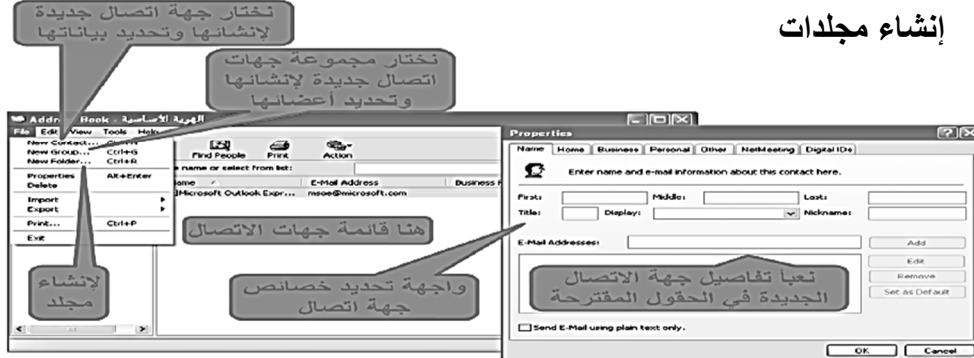 إنشاء مجلدات
نختار جهة اتصال جديدة
لإنشائها وتحديد بياناتها
نختار مجموعة جهات
اتصال جديدة لإنشائها
وتحديد أعضائها
Address Book - الهوية الأساسية
File Edit View Tools Help
New Contact... Ctrl+N
New Group... Ctrl+G
New Folder... Ctrl+R
Properties Alt+Enter
Delete
Import
Export
Print... Ctrl+P
Exit
Find People Print Action
name or select from list:
Name E-Mail Address Business P
Microsoft Outlook Expr... msoe@microsoft.com
هنا قائمة جهات الاتصال
لإنشاء
مجلد
واجهة تحديد خصائص
جهة اتصال
Properties
Name Home Business Personal Other NetMeeting Digital IDs
Enter name and e-mail information about this contact here.
First: Middle: Last:
Title: Display: Nickname:
E-Mail Addresses: Add
Edit
Remove
Set as Default
نعبأ تفاصيل جهة الاتصال
الجديدة في الحقول المقترحة
Send E-Mail using plain text only.
OK Cancel